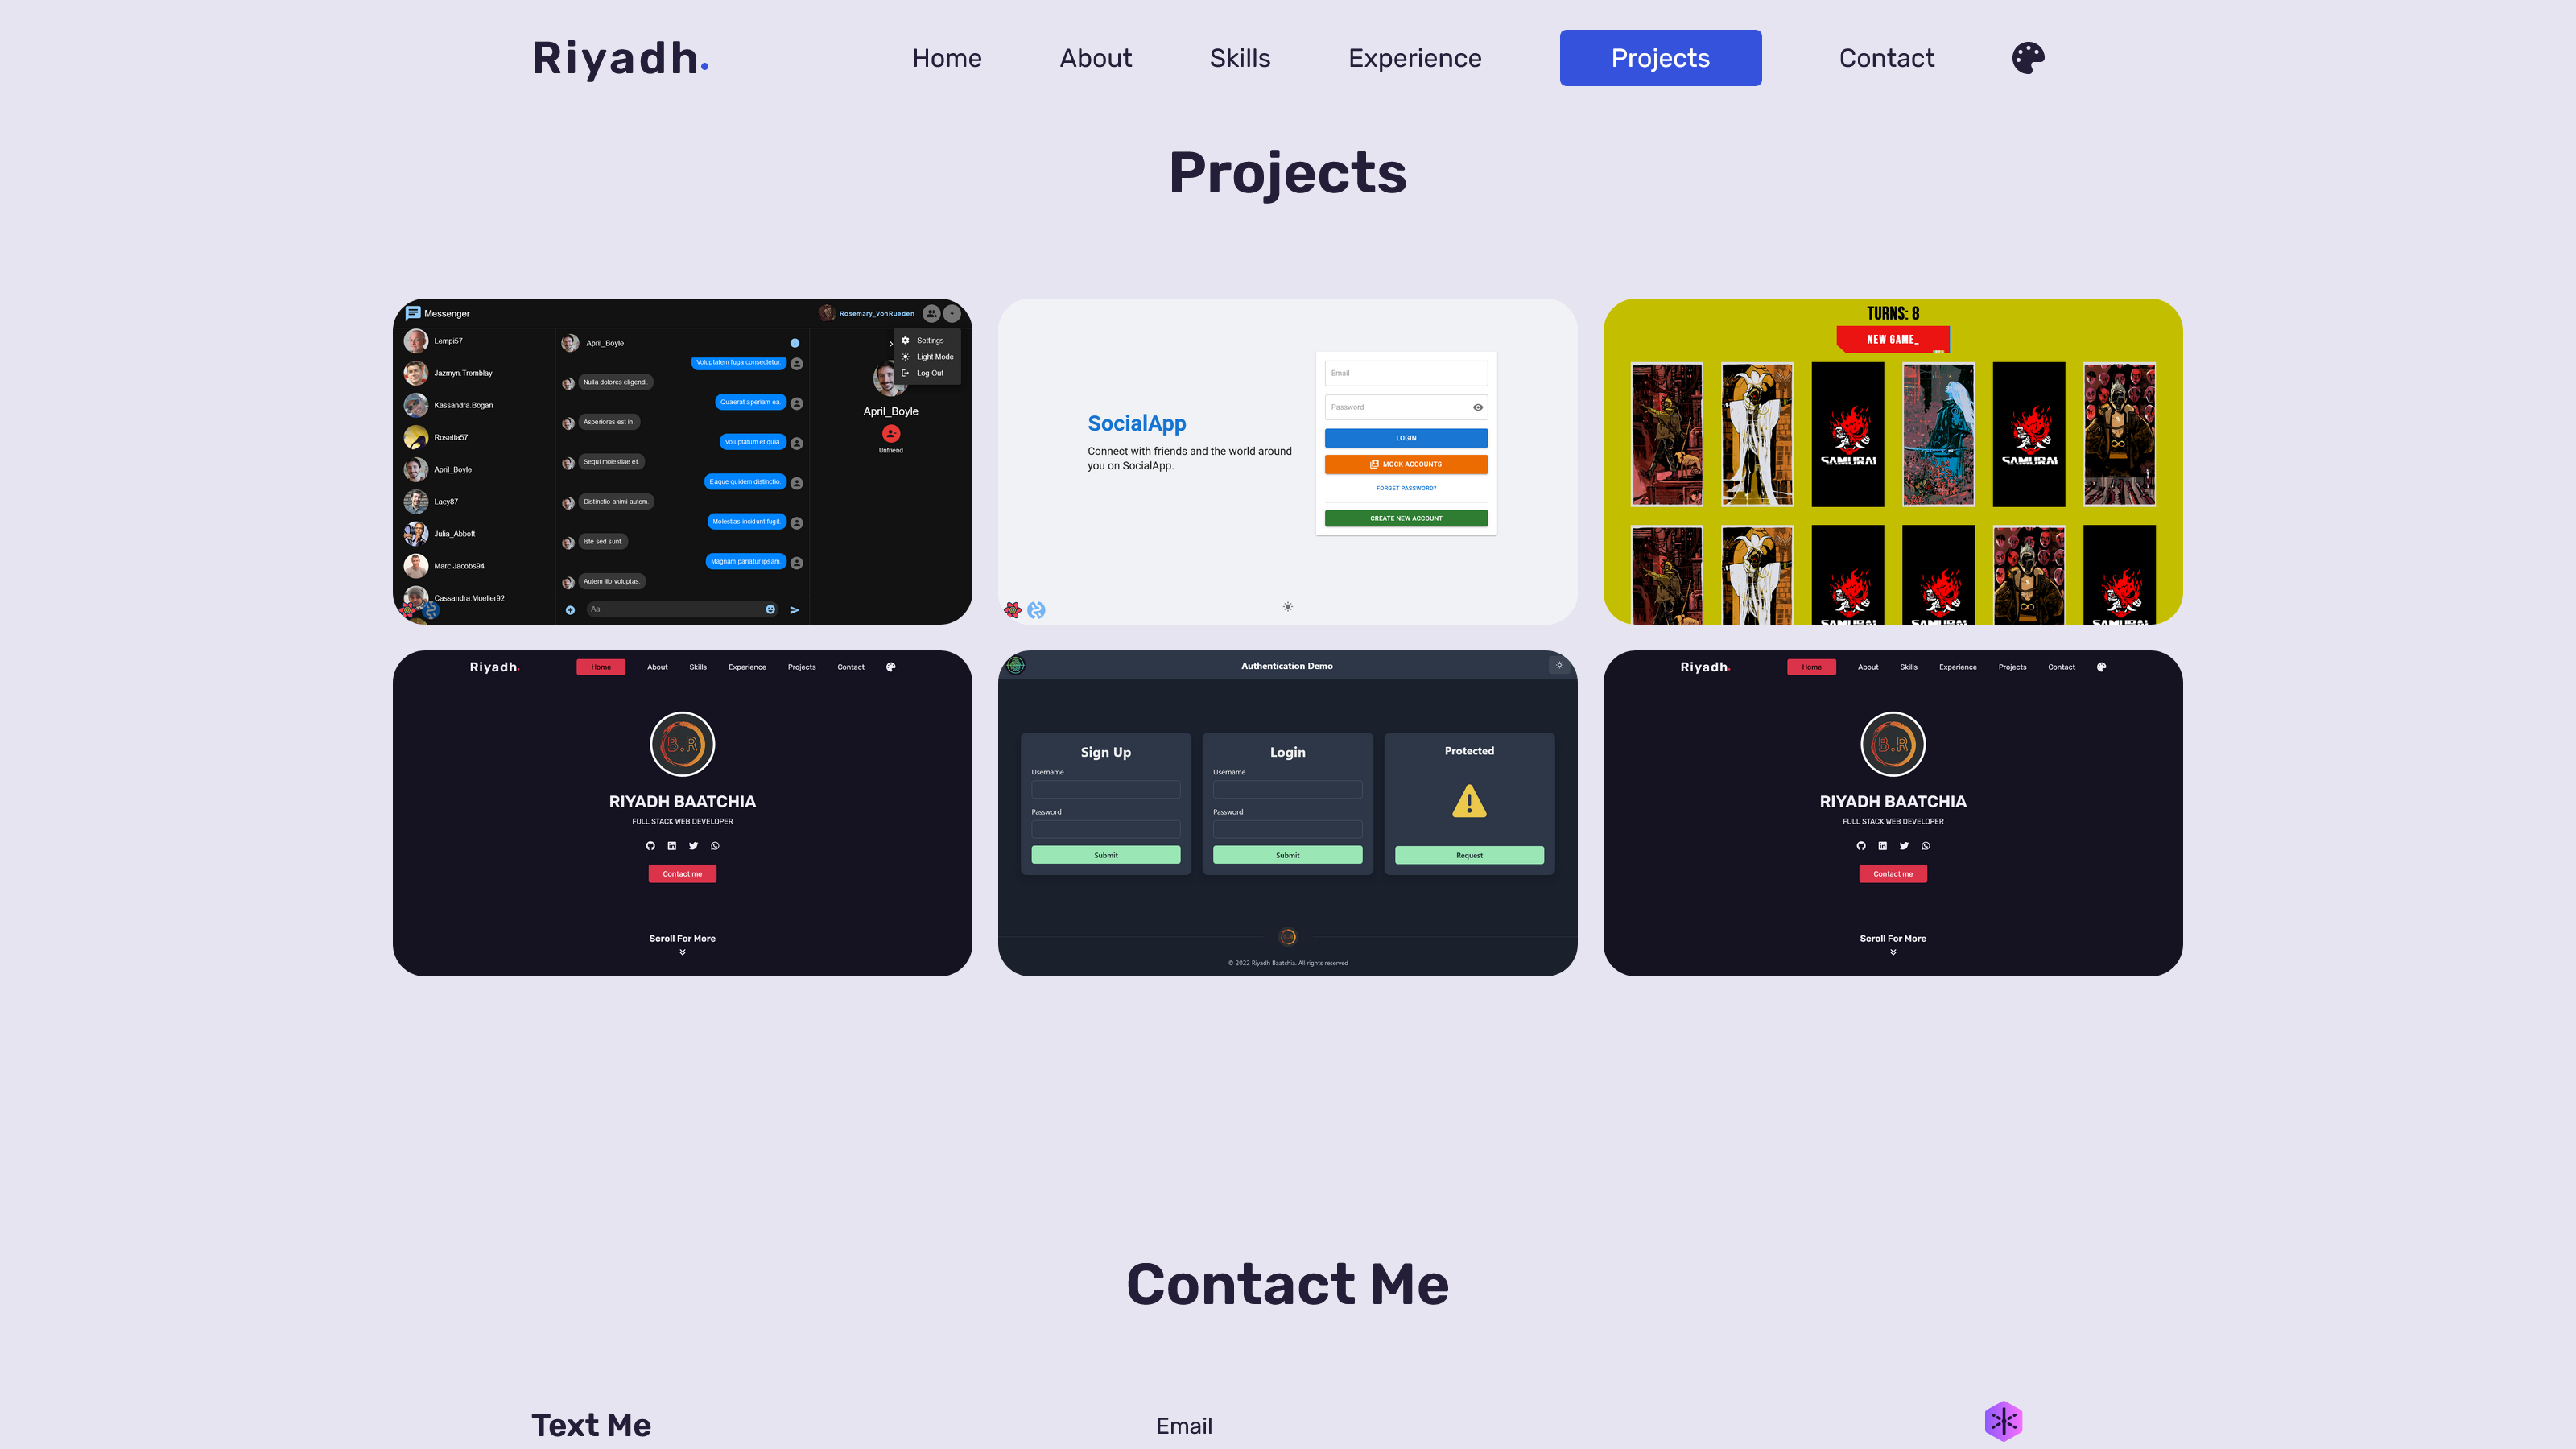 Riyadh.
Home
About
Skills
Experience
Projects
Contact
Projects
Messenger
Rosemary_VonRueden
Lempi57
Jazmyn.Tremblay
Kassandra.Bogan
Rosetta57
April_Boyle
Lacy87
Julia_Abbott
Marc.Jacobs94
Cassandra.Mueller92
April_Boyle
Voluptatem fuga consectetur.
Nulla dolores eligendi.
Quaerat aperiam ea.
Asperiores est in.
Voluptatum et quia.
Sequi molestiae et.
Eaque quidem distinctio.
Distinctio animi autem.
Molestias incidunt fugit.
Iste sed sunt.
Magnam pariatur ipsam.
Autem illo voluptas.
Aa
Settings
Light Mode
Log Out
April_Boyle
Unfriend
SocialApp
Connect with friends and the world around
you on SocialApp.
Email
Password
LOGIN
MOCK ACCOUNTS
FORGET PASSWORD?
CREATE NEW ACCOUNT
TURNS: 8
NEW GAME_
SAMURAI
SAMURAI
SAMURAI
SAMURAI
SAMURAI
Riyadh.
Home
About
Skills
Experience
Projects
Contact
B.R
RIYADH BAATCHIA
FULL STACK WEB DEVELOPER
Contact me
Scroll For More
Authentication Demo
Sign Up
Username
Password
Submit
Login
Username
Password
Submit
Protected
Request
© 2022 Riyadh Baatchia. All rights reserved
Riyadh.
Home
About
Skills
Experience
Projects
Contact
B.R
RIYADH BAATCHIA
FULL STACK WEB DEVELOPER
Contact me
Scroll For More
Contact Me
Text Me
Email